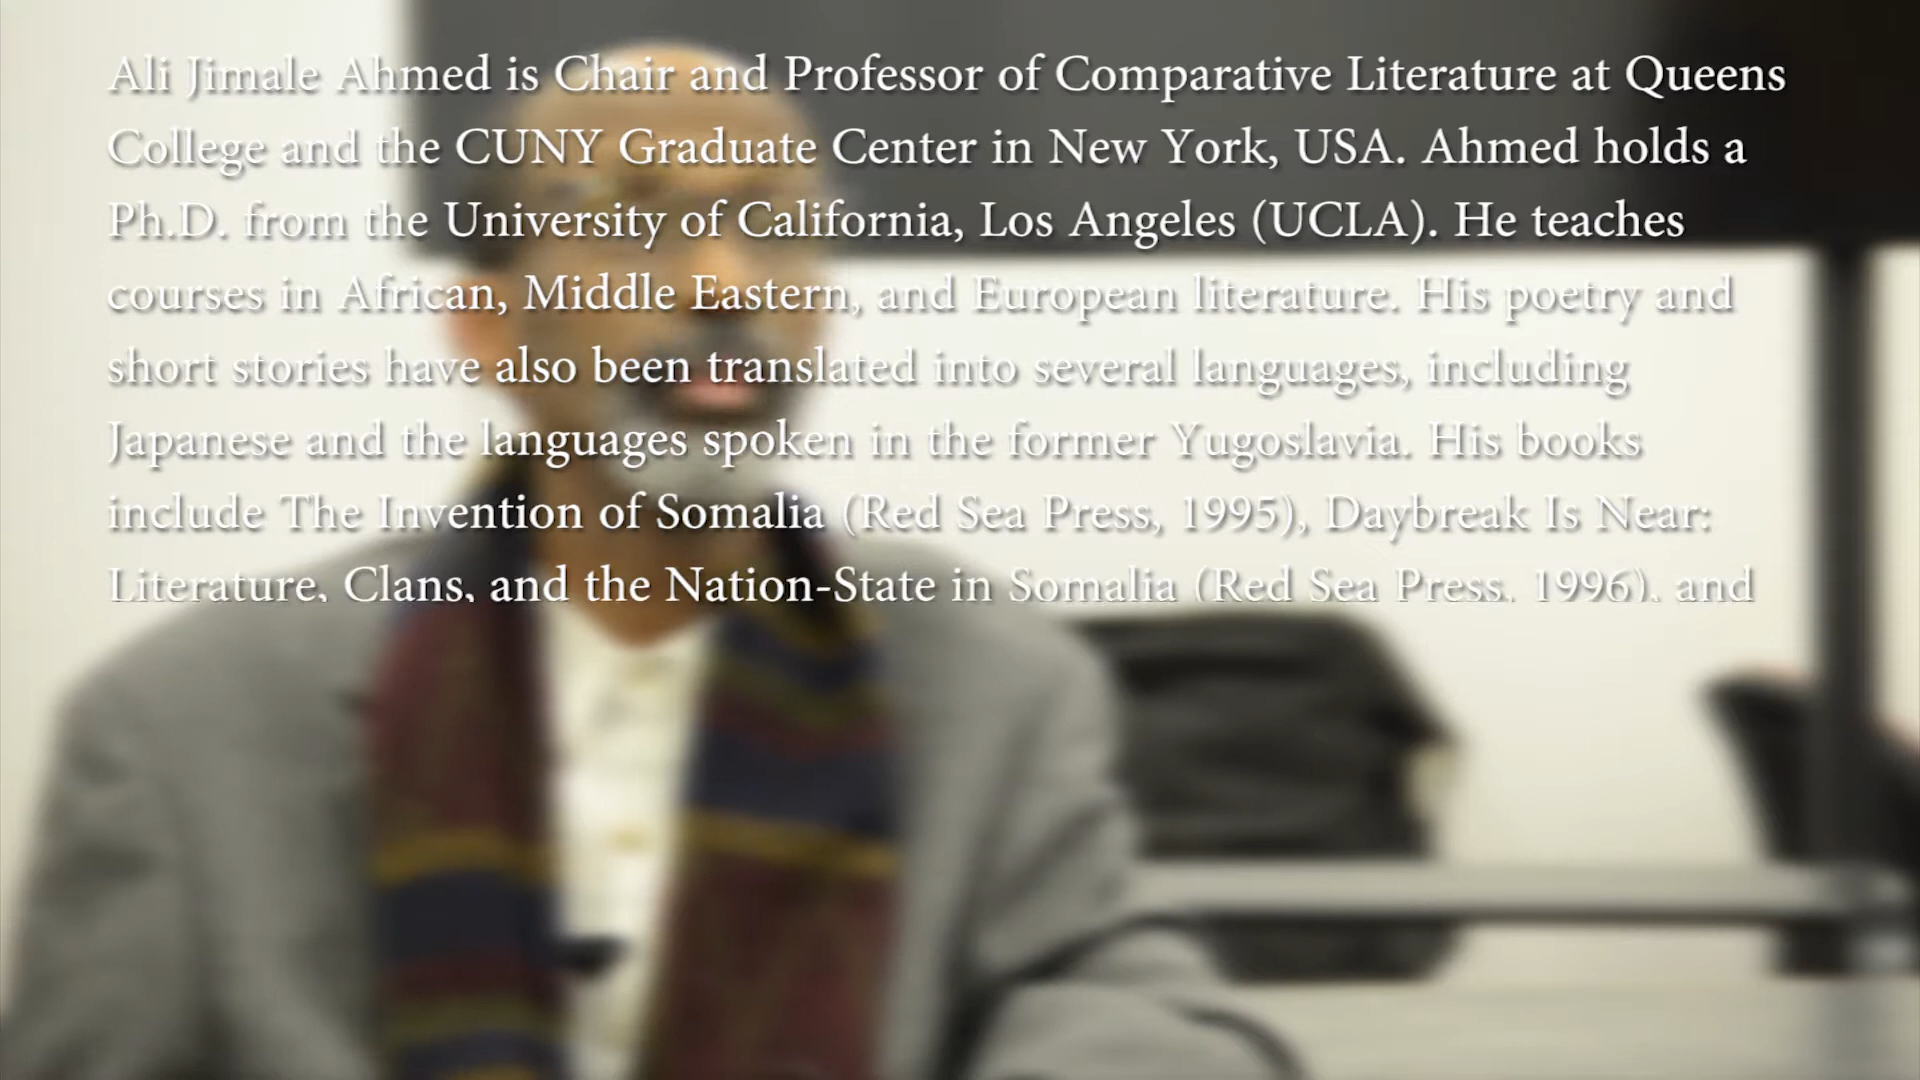 Ali Jimale Ahmed is Chair and Professor of Comparative Literature at Queens
College and the CUNY Graduate Center in New York, USA. Ahmed holds a
Ph.D. from the University of California, Los Angeles (UCLA). He teaches
courses in African, Middle Eastern, and European literature. His poetry and
short stories have also been translated into several languages, including
Japanese and the languages spoken in the former Yugoslavia. His books
include The Invention of Somalia (Red Sea Press, 1995), Daybreak Is Near:
Literature, Clans, and the Nation-State in Somalia (Red Sea Press, 1996), and